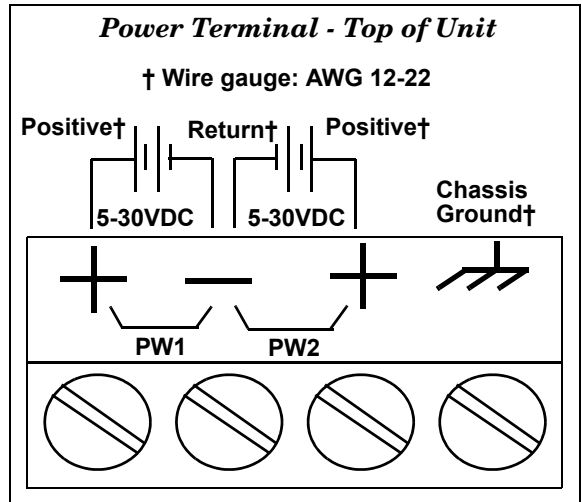 Power Terminal - Top of Unit
† Wire gauge: AWG 12-22
Positive† Return† Positive†
5-30VDC 5-30VDC
Chassis
Ground†
PW1 PW2